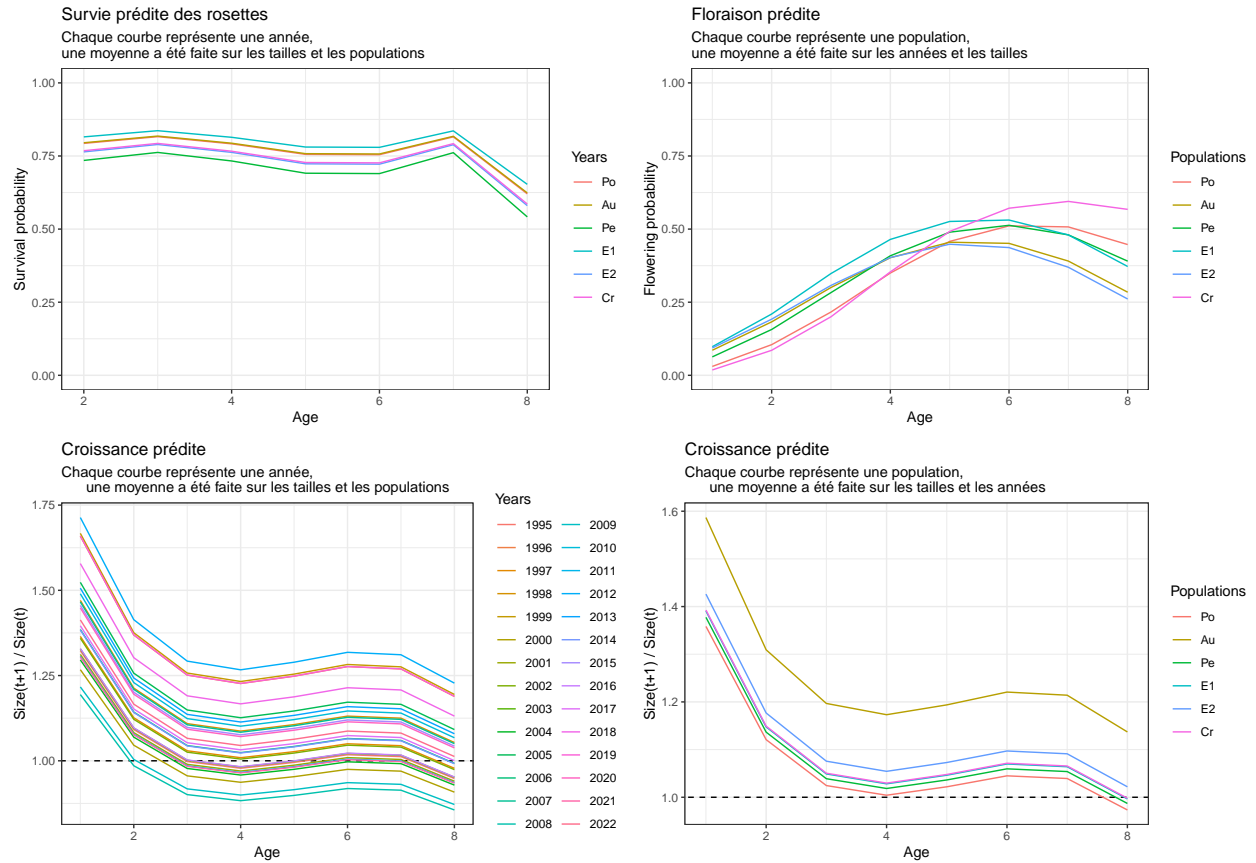 Survie prédite des rosettes
Chaque courbe représente une année,
une moyenne a été faite sur les tailles et les populations
1.00
0.75
0.50
0.25
0.00
Survival probability
2
4
6
8
Age
Years
Po
Au
Pe
E1
E2
Cr
Floraison prédite
Chaque courbe représente une population,
une moyenne a été faite sur les années et les tailles
1.00
0.75
0.50
0.25
0.00
Flowering probability
2
4
6
8
Age
Populations
Po
Au
Pe
E1
E2
Cr
Croissance prédite
Chaque courbe représente une année,
une moyenne a été faite sur les tailles et les populations
1.75
1.50
1.25
1.00
Size(t+1) / Size(t)
2
4
6
8
Age
Years
1995
1996
1997
1998
1999
2000
2001
2002
2003
2004
2005
2006
2007
2008
2009
2010
2011
2012
2013
2014
2015
2016
2017
2018
2019
2020
2021
2022
Croissance prédite
Chaque courbe représente une population,
une moyenne a été faite sur les tailles et les années
1.6
1.4
1.2
1.0
Size(t+1) / Size(t)
2
4
6
8
Age
Populations
Po
Au
Pe
E1
E2
Cr